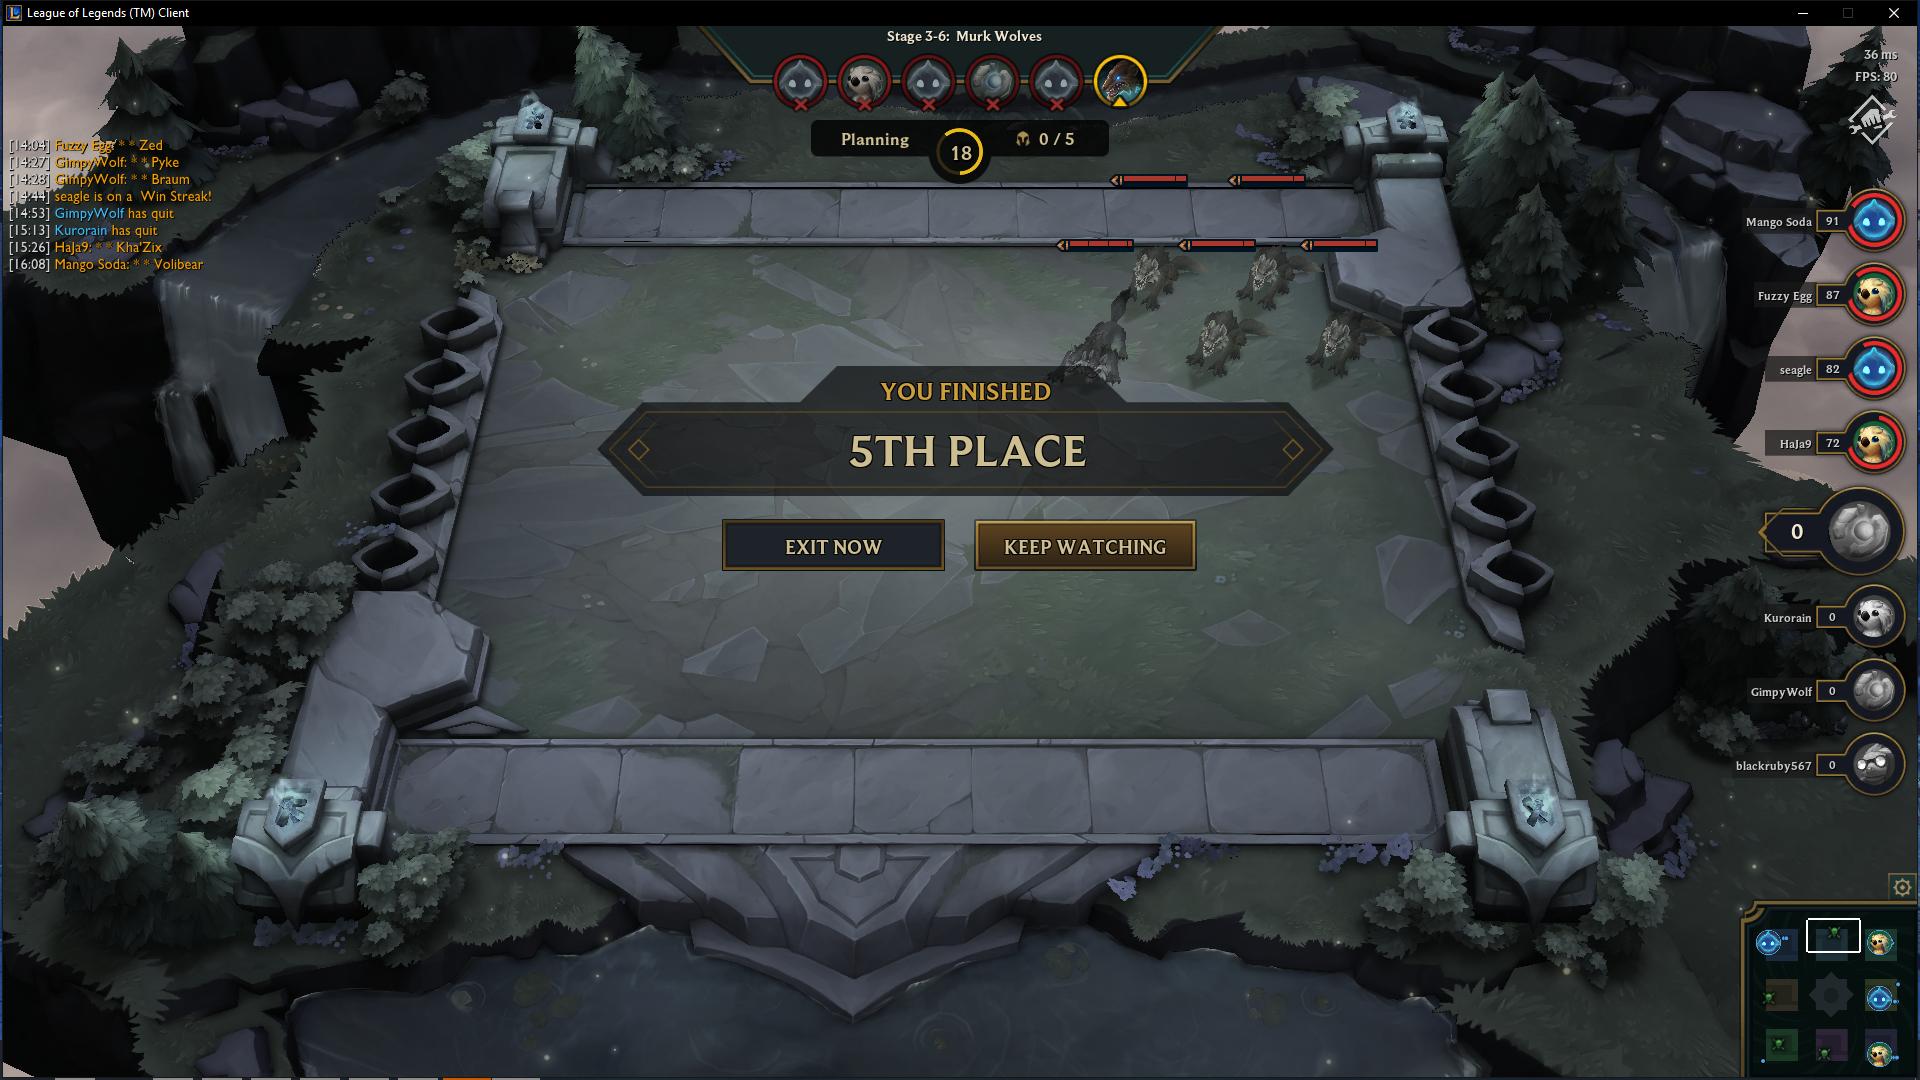 League of Legends (TM) Client
Stage 3-6: Murk Wolves
36 ms
FPS: 80
Planning
18
0 / 5
[14:04] Fuzzy Egg: * * Zed
[14:27] GimpyWolf: * * Pyke
[14:28] GimpyWolf: * * Braum
[14:44] seagle is on a Win Streak!
[14:53] GimpyWolf has quit
[15:13] Kurorain has quit
[15:26] HaJa9: * * Kha'Zix
[16:08] Mango Soda: * * Volibear
Mango Soda 91
Fuzzy Egg 87
seagle 82
HaJa9 72
0
Kurorain 0
GimpyWolf 0
blackruby567 0
YOU FINISHED
5TH PLACE
EXIT NOW
KEEP WATCHING